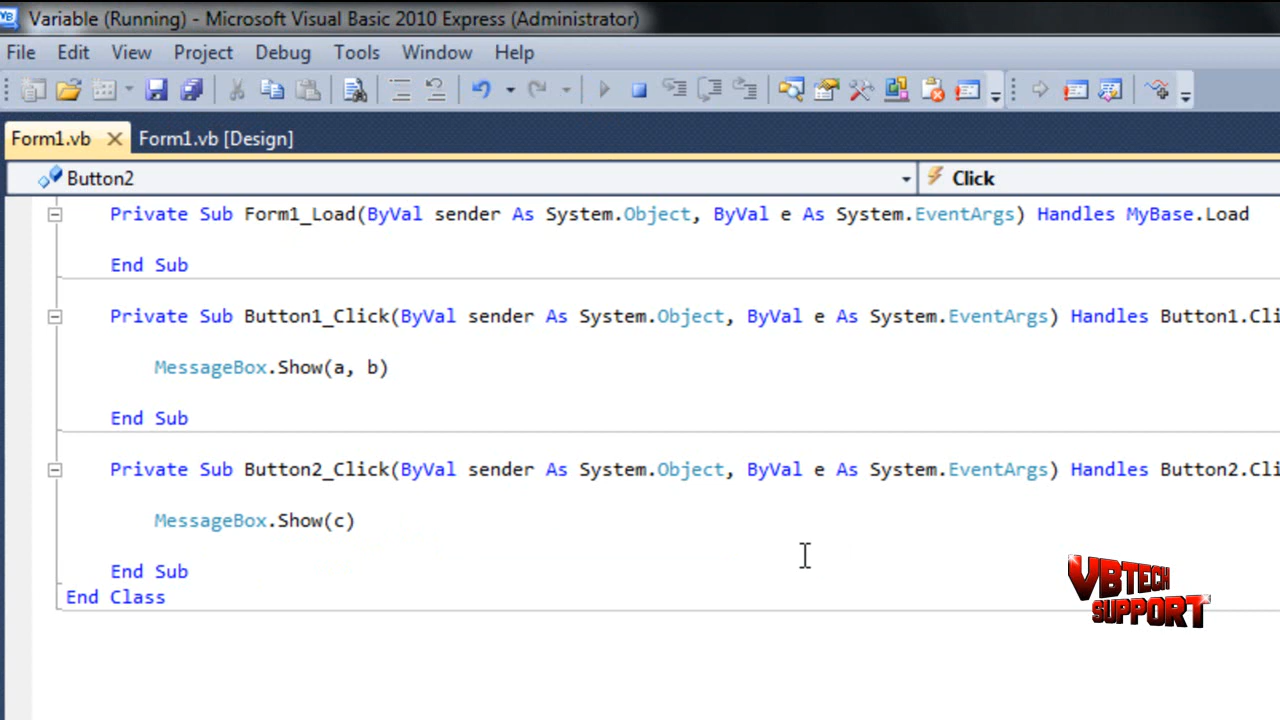 Variable (Running) - Microsoft Visual Basic 2010 Express (Administrator)
File Edit View Project Debug Tools Window Help
Form1.vb Form1.vb [Design]
Button2 Click
Private Sub Form1_Load(ByVal sender As System.Object, ByVal e As System.EventArgs) Handles MyBase.Load
End Sub
Private Sub Button1_Click(ByVal sender As System.Object, ByVal e As System.EventArgs) Handles Button1.Cli
MessageBox.Show(a, b)
End Sub
Private Sub Button2_Click(ByVal sender As System.Object, ByVal e As System.EventArgs) Handles Button2.Cli
MessageBox.Show(c)
End Sub
End Class
VBTECH
SUPPORT